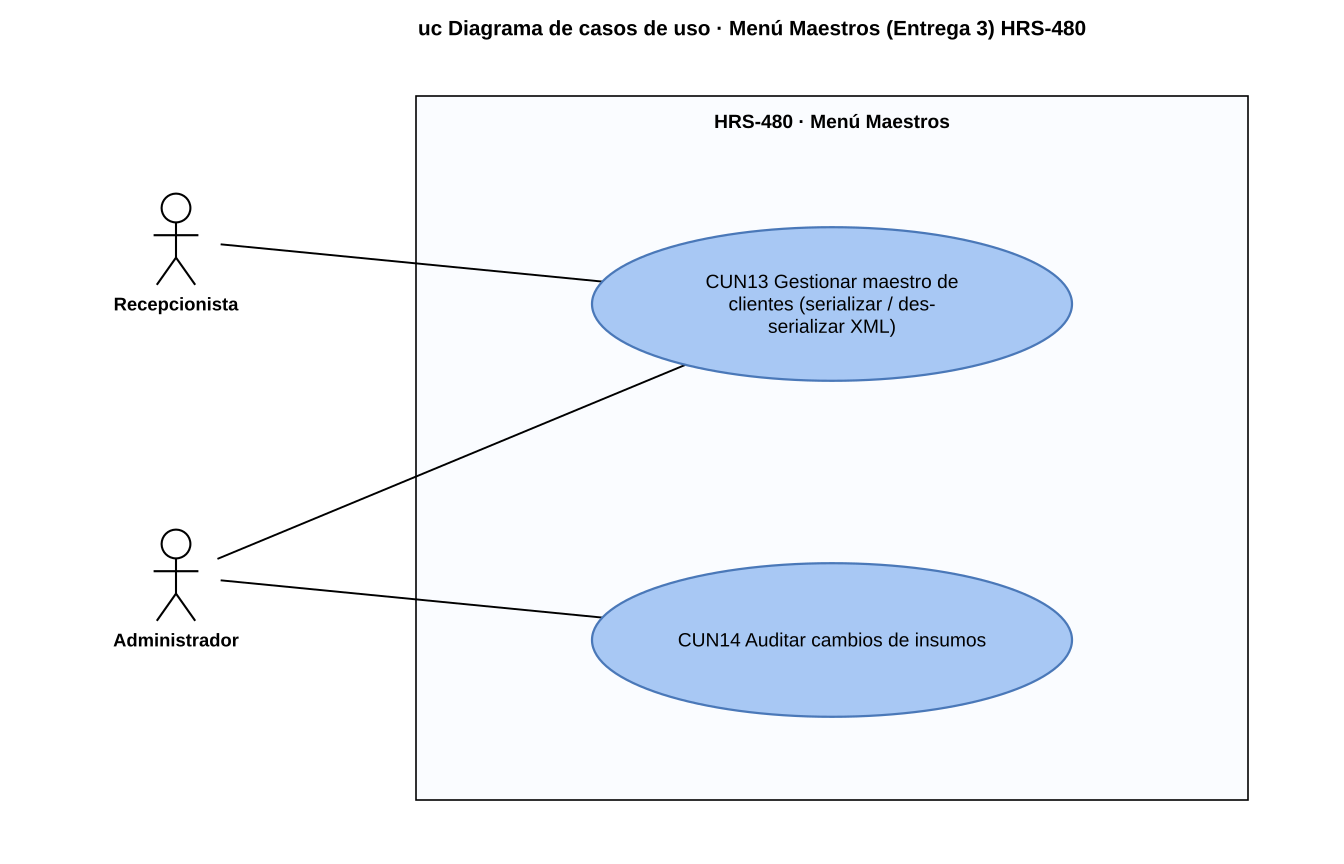 uc Diagrama de casos de uso · Menú Maestros (Entrega 3) HRS-480
HRS-480 · Menú Maestros
Recepcionista
CUN13 Gestionar maestro de
clientes (serializar / des-
serializar XML)
Administrador
CUN14 Auditar cambios de insumos